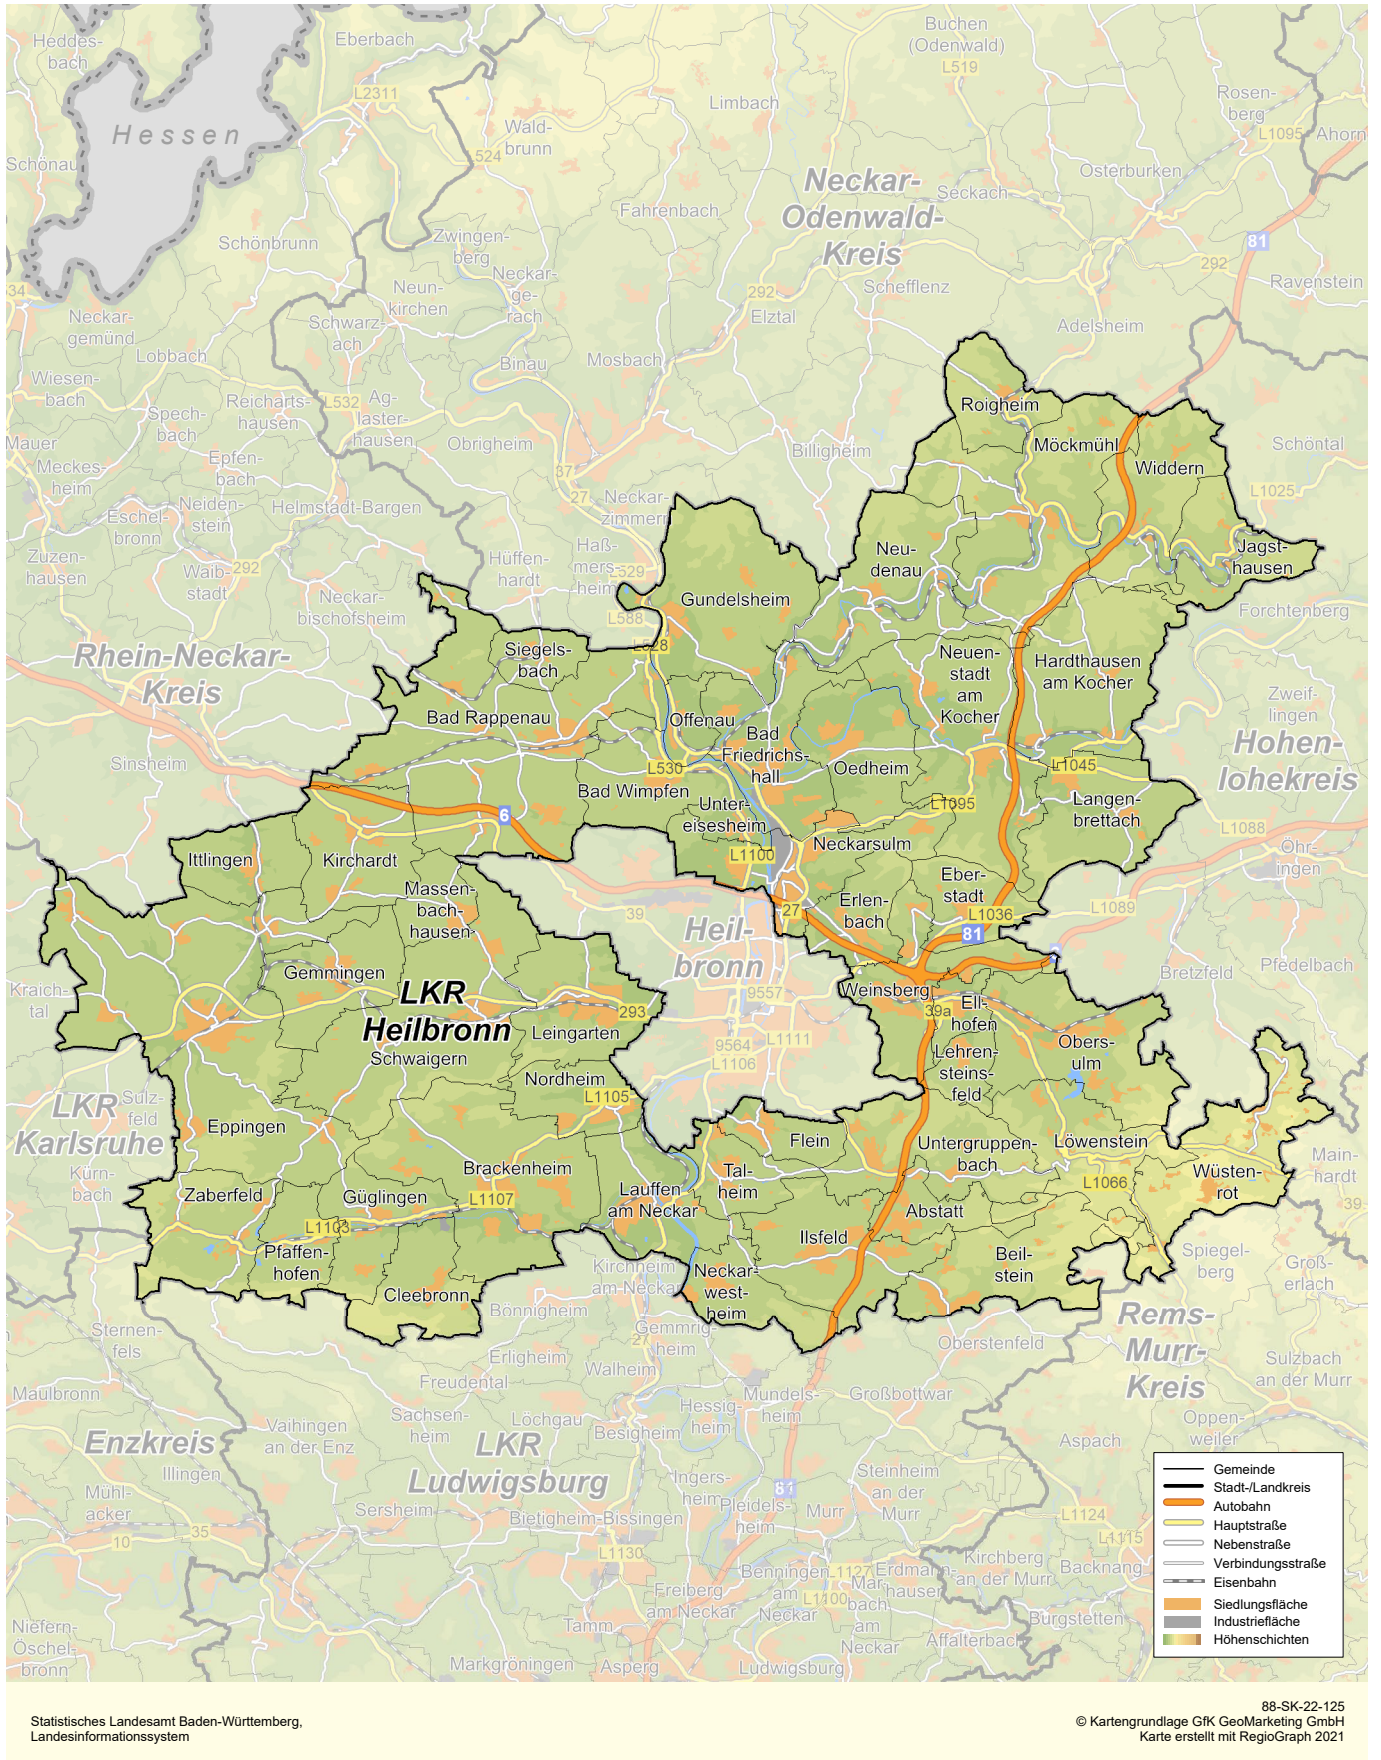 Heddes-
bach
Eberbach
Buchen
(Odenwald)
L519
L2311
Limbach
Rosen-
berg
L1095
Ahorn
Hessen
Wald-
brunn
L524
Schönau
Osterburken
Neckar-
Odenwald-
Kreis
Seckach
Fahrenbach
Schönbrunn
Zwingen-
berg
81
292
Neckar-
ge-
rach
Neun-
kirchen
Schefflenz
Ravenstein
34
292
Elztal
Neckar-
gemünd
Schwarz-
ach
Adelsheim
Lobbach
Binau
Mosbach
Wiesen-
bach
Reicharts-
hausen
L532
Ag-
laster-
hausen
Spech-
bach
Roigheim
Mauer
Obrigheim
Billigheim
Möckmühl
Schöntal
Meckes-
heim
Epfen-
bach
37
27
Widdern
L1025
Neiden-
stein
Helmstadt-Bargen
Neckar-
zimmern
Eschel-
bronn
Zuzen-
hausen
Waib-
stadt
292
Hüffen-
hardt
Haß-
mers-
heim
L529
Neu-
denau
Jagst-
hausen
Neckar-
bischofsheim
Gundelsheim
L588
Forchtenberg
L528
Rhein-Neckar-
Kreis
Siegels-
bach
Neuen-
stadt
am
Kocher
Hardthausen
am Kocher
Zweif-
lingen
Bad Rappenau
Offenau
Bad
Friedrichs-
hall
Hohen-
lohekreis
Sinsheim
L530
Oedheim
L1045
Bad Wimpfen
Unter-
eisesheim
L1095
Langen-
brettach
6
L1088
Öhr-
ingen
Ittlingen
Kirchardt
L1100
Neckarsulm
Massen-
bach-
hausen
Eber-
stadt
Erlen-
bach
39
27
L1036
L1089
Heil-
bronn
81
6
Gemmingen
Bretzfeld
Pfedelbach
Kraich-
tal
LKR
Heilbronn
9557
Weinsberg
Ell-
hofen
39a
293
Leingarten
Schwaigern
9564
L1111
L1106
Obers-
ulm
Lehren-
steins-
feld
Nordheim
L1105
LKR
Karlsruhe
Sulz-
feld
Eppingen
Flein
Untergruppen-
bach
Löwenstein
Main-
hardt
Kürn-
bach
Brackenheim
Tal-
heim
Wüsten-
rot
Zaberfeld
Güglingen
L1107
Lauffen
am Neckar
L1066
39
L1103
Abstatt
Ilsfeld
Pfaffen-
hofen
Beil-
stein
Spiegel-
berg
Groß-
erlach
Kirchheim
am-Neckar
Neckar-
west-
heim
Cleebronn
Bönnigheim
Rems-
Murr-
Kreis
Sternen-
fels
27
Gemmrig-
heim
Oberstenfeld
Erligheim
Walheim
Sulzbach
an der Murr
Maulbronn
Freudental
Mundels-
heim
Großbottwar
Hessig-
heim
Vaihingen
an der Enz
Sachsen-
heim
Löchgau
Besigheim
Oppen-
weiler
Enzkreis
LKR
Ludwigsburg
Aspach
Illingen
Ingers-
heim
81
Steinheim
an der
Murr
Mühl-
acker
Sersheim
Bietigheim-Bissingen
Pleidels-
heim
Murr
L1124
L1115
10
35
L1130
Benningen
am
Neckar
L1127
Erdmann-
hausen
Kirchberg
an der Murr
Backnang
Freiberg
am Neckar
L1100
Mar-
bach
am
Neckar
Burgstetten
Niefern-
Öschel-
bronn
Tamm
Affalterbach
Markgröningen
Asperg
Ludwigsburg
Gemeinde
Stadt-/Landkreis
Autobahn
Hauptstraße
Nebenstraße
Verbindungsstraße
Eisenbahn
Siedlungsfläche
Industriefläche
Höhenschichten
Statistisches Landesamt Baden-Württemberg,
Landesinformationssystem
88-SK-22-125
© Kartengrundlage GfK GeoMarketing GmbH
Karte erstellt mit RegioGraph 2021